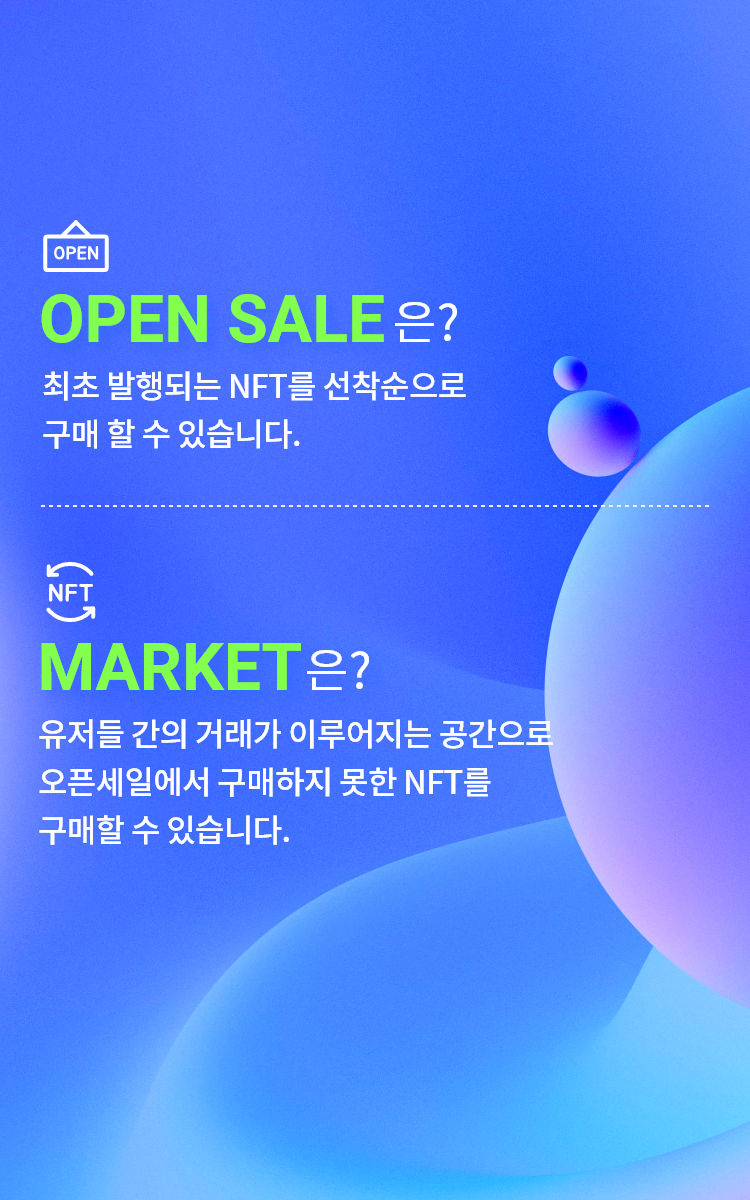 OPEN
OPEN SALE은?
최초 발행되는 NFT를 선착순으로
구매 할 수 있습니다.
NFT
MARKET은?
유저들 간의 거래가 이루어지는 공간으로
오픈세일에서 구매하지 못한 NFT를
구매할 수 있습니다.